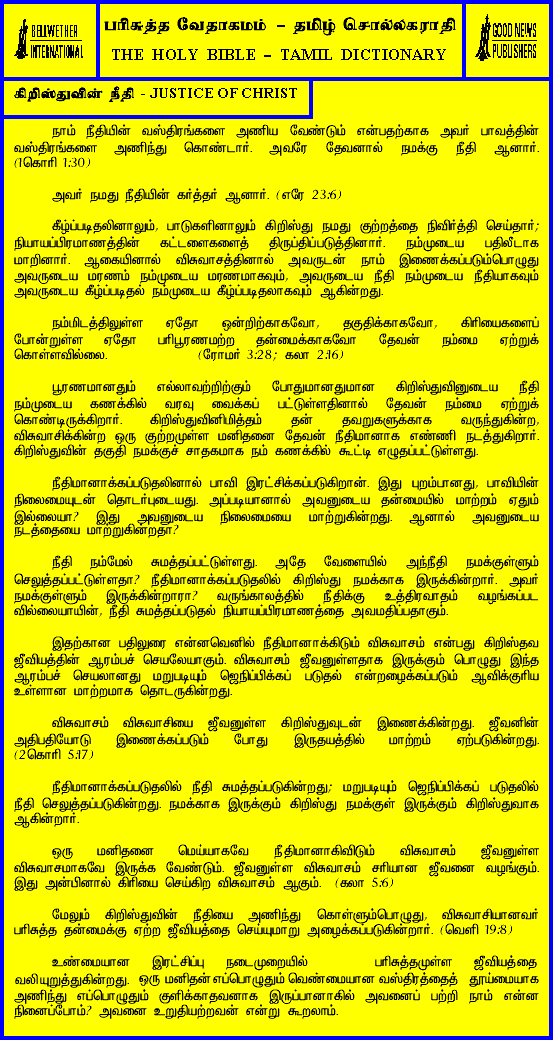 BELLWETHER
INTERNATIONAL
பரிசுத்த வேதாகமம் – தமிழ் சொல்லகராதி
THE HOLY BIBLE – TAMIL DICTIONARY
GOOD NEWS
PUBLISHERS
கிறிஸ்துவின் நீதி - JUSTICE OF CHRIST
நாம் நீதியின் வஸ்திரங்களை அணிய வேண்டும் என்பதற்காக அவர் பாவத்தின்
வஸ்திரங்களை அணிந்து கொண்டார். அவரே தேவனால் நமக்கு நீதி ஆனார்.
(1கொரி 1:30)
அவர் நமது நீதியின் கர்த்தர் ஆனார். (எரே 23:6)
கீழ்ப்படிதலினாலும், பாடுகளினாலும் கிறிஸ்து நமது குற்றத்தை நிவிர்த்தி செய்தார்;
நியாயப்பிரமாணத்தின் கட்டளைகளைத் திருப்திப்படுத்தினார். நம்முடைய பதிலீடாக
மாறினார். ஆகையினால் விசுவாசத்தினால் அவருடன் நாம் இணைக்கப்படும்பொழுது
அவருடைய மரணம் நம்முடைய மரணமாகவும், அவருடைய நீதி நம்முடைய நீதியாகவும்
அவருடைய கீழ்ப்படிதல் நம்முடைய கீழ்ப்படிதலாகவும் ஆகின்றது.
நம்மிடத்திலுள்ள ஏதோ ஒன்றிற்காகவோ, தகுதிக்காகவோ, கிரியைகளைப்
போன்றுள்ள ஏதோ பரிபூரணமற்ற தன்மைக்காகவோ தேவன் நம்மை ஏற்றுக்
கொள்ளவில்லை. (ரோமர் 3:28; கலா 2:16)
பூரணமானதும் எல்லாவற்றிற்கும் போதுமானதுமான கிறிஸ்துவினுடைய நீதி
நம்முடைய கணக்கில் வரவு வைக்கப் பட்டுள்ளதினால் தேவன் நம்மை ஏற்றுக்
கொண்டிருக்கிறார். கிறிஸ்துவினிமித்தம் தன் தவறுகளுக்காக வருந்துகின்ற,
விசுவாசிக்கின்ற ஒரு குற்றமுள்ள மனிதனை தேவன் நீதிமானாக எண்ணி நடத்துகிறார்.
கிறிஸ்துவின் தகுதி நமக்குச் சாதகமாக நம் கணக்கில் கூட்டி எழுதப்பட்டுள்ளது.
நீதிமானாக்கப்படுதலினால் பாவி இரட்சிக்கப்படுகிறான். இது புறம்பானது, பாவியின்
நிலைமையுடன் தொடர்புடையது. அப்படியானால் அவனுடைய தன்மையில் மாற்றம் ஏதும்
இல்லையா? இது அவனுடைய நிலைமையை மாற்றுகின்றது. ஆனால் அவனுடைய
நடத்தையை மாற்றுகின்றதா?
நீதி நம்மேல் சுமத்தப்பட்டுள்ளது. அதே வேளையில் அந்நீதி நமக்குள்ளும்
செலுத்தப்பட்டுள்ளதா? நீதிமானாக்கப்படுதலில் கிறிஸ்து நமக்காக இருக்கின்றார். அவர்
நமக்குள்ளும் இருக்கின்றாரா? வருங்காலத்தில் நீதிக்கு உத்திரவாதம் வழங்கப்பட
வில்லையாயின், நீதி சுமத்தப்படுதல் நியாயப்பிரமாணத்தை அவமதிப்பதாகும்.
இதற்கான பதிலுரை என்னவெனில் நீதிமானாக்கிடும் விசுவாசம் என்பது கிறிஸ்தவ
ஜீவியத்தின் ஆரம்பச் செயலேயாகும். விசுவாசம் ஜீவனுள்ளதாக இருக்கும் பொழுது இந்த
ஆரம்பச் செயலானது மறுபடியும் ஜெநிப்பிக்கப் படுதல் என்றழைக்கப்படும் ஆவிக்குரிய
உள்ளான மாற்றமாக தொடருகின்றது.
விசுவாசம் விசுவாசியை ஜீவனுள்ள கிறிஸ்துவுடன் இணைக்கின்றது. ஜீவனின்
அதிபதியோடு இணைக்கப்படும் போது இருதயத்தில் மாற்றம் ஏற்படுகின்றது.
(2கொரி 5:17)
நீதிமானாக்கப்படுதலில் நீதி சுமத்தப்படுகின்றது; மறுபடியும் ஜெநிப்பிக்கப் படுதலில்
நீதி செலுத்தப்படுகின்றது. நமக்காக இருக்கும் கிறிஸ்து நமக்குள் இருக்கும் கிறிஸ்துவாக
ஆகின்றார்.
ஒரு மனிதனை மெய்யாகவே நீதிமானாகிவிடும் விசுவாசம் ஜீவனுள்ள
விசுவாசமாகவே இருக்க வேண்டும். ஜீவனுள்ள விசுவாசம் சரியான ஜீவனை வழங்கும்.
இது அன்பினால் கிரியை செய்கிற விசுவாசம் ஆகும். (கலா 5:6)
மேலும் கிறிஸ்துவின் நீதியை அணிந்து கொள்ளும்பொழுது, விசுவாசியானவர்
பரிசுத்த தன்மைக்கு ஏற்ற ஜீவியத்தை செய்யுமாறு அழைக்கப்படுகின்றார். (வெளி 19:8)
உண்மையான இரட்சிப்பு நடைமுறையில் பரிசுத்தமுள்ள ஜீவியத்தை
வலியுறுத்துகின்றது. ஒரு மனிதன் எப்பொழுதும் வெண்மையான வஸ்திரத்தைத் தூய்மையாக
அணிந்து எப்பொழுதும் குளிக்காதவனாக இருப்பானாகில் அவனைப் பற்றி நாம் என்ன
நினைப்போம்? அவனை உறுதியற்றவன் என்று கூறலாம்.